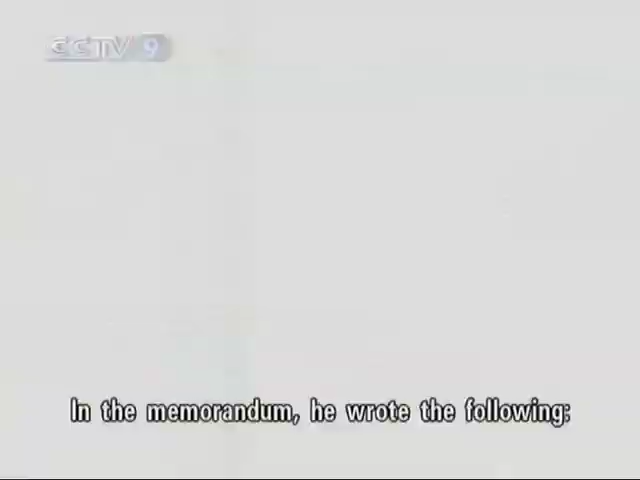 CCTV 9
In the memorandum, he wrote the following: